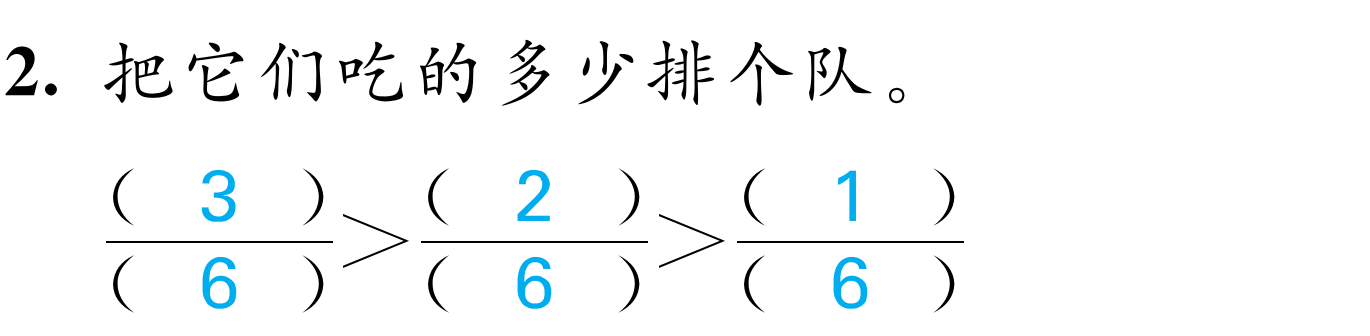 2. 把它们吃的多少排个队。
( 3 ) > ( 2 ) > ( 1 )
( 6 ) ( 6 ) ( 6 )